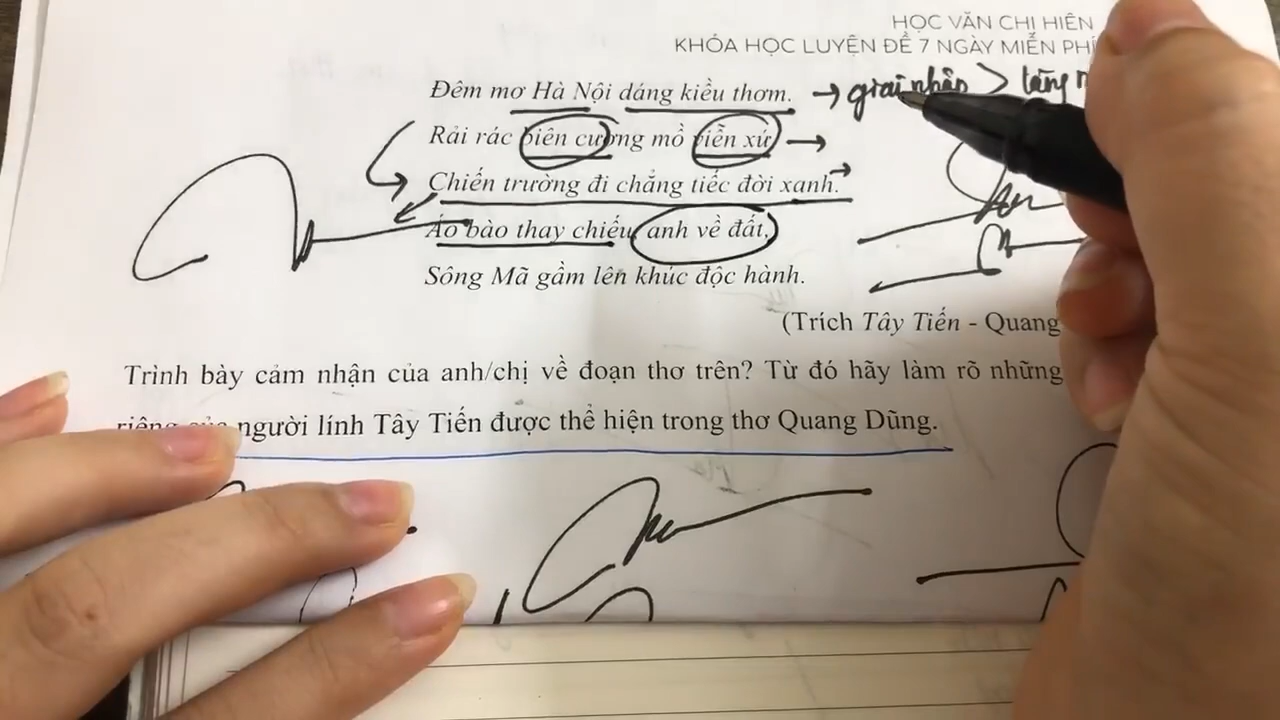 HỌC VĂN CHỊ HIÊN
KHÓA HỌC LUYỆN ĐỀ 7 NGÀY MIỄN PHÍ
Đêm mơ Hà Nội dáng kiều thơm. → giai nhân > lãng
Rải rác biên cương mồ viễn xứ →
Chiến trường đi chẳng tiếc đời xanh. →
Áo bào thay chiếu anh về đất,
Sông Mã gầm lên khúc độc hành.
(Trích Tây Tiến - Quang
Trình bày cảm nhận của anh/chị về đoạn thơ trên? Từ đó hãy làm rõ những
riêng của người lính Tây Tiến được thể hiện trong thơ Quang Dũng.